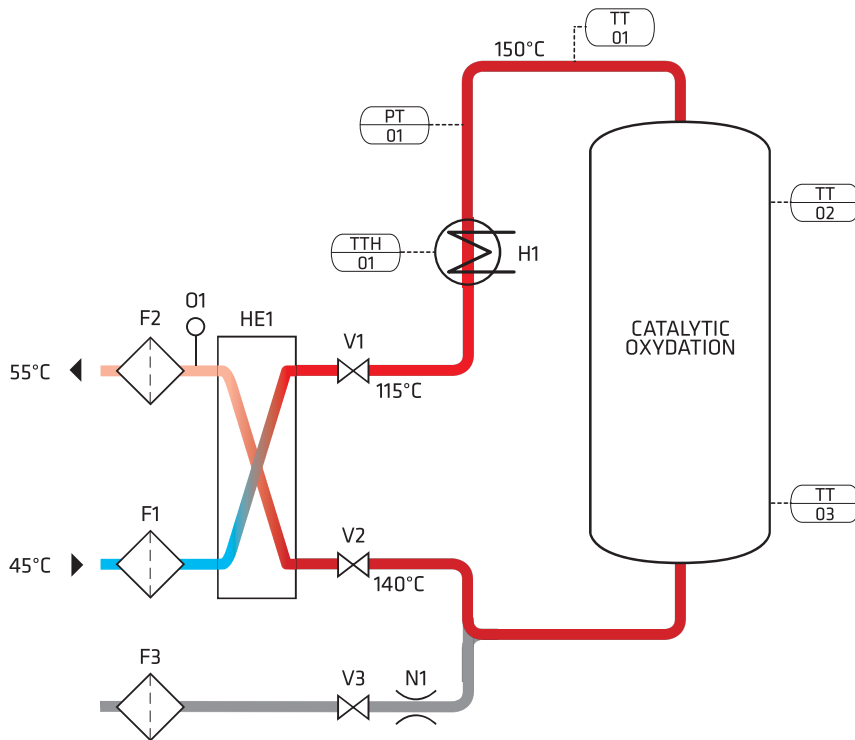 TT
01
150°C
PT
01
TT
02
TTH
01
H1
01
F2
HE1
V1
CATALYTIC
OXYDATION
55°C
115°C
TT
03
F1
V2
45°C
140°C
F3
V3
N1